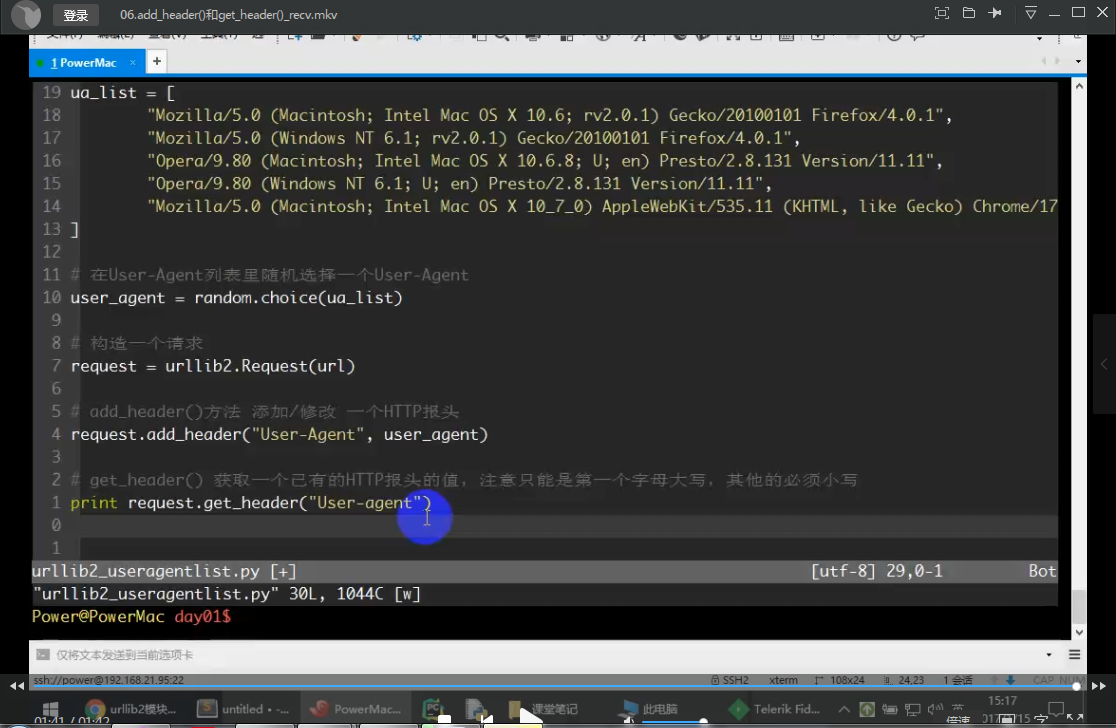 登录 06.add_header()和get_header()_recv.mkv
1 PowerMac × +
19 ua_list = [
18 "Mozilla/5.0 (Macintosh; Intel Mac OS X 10.6; rv2.0.1) Gecko/20100101 Firefox/4.0.1",
17 "Mozilla/5.0 (Windows NT 6.1; rv2.0.1) Gecko/20100101 Firefox/4.0.1",
16 "Opera/9.80 (Macintosh; Intel Mac OS X 10.6.8; U; en) Presto/2.8.131 Version/11.11",
15 "Opera/9.80 (Windows NT 6.1; U; en) Presto/2.8.131 Version/11.11",
14 "Mozilla/5.0 (Macintosh; Intel Mac OS X 10_7_0) AppleWebKit/535.11 (KHTML, like Gecko) Chrome/17
13 ]
12
11 # 在User-Agent列表里随机选择一个User-Agent
10 user_agent = random.choice(ua_list)
9
8 # 构造一个请求
7 request = urllib2.Request(url)
6
5 # add_header()方法 添加/修改 一个HTTP报头
4 request.add_header("User-Agent", user_agent)
3
2 # get_header() 获取一个已有的HTTP报头的值，注意只能是第一个字母大写，其他的必须小写
1 print request.get_header("User-agent")
0
1
urllib2_useragentlist.py [+] [utf-8] 29,0-1 Bot
"urllib2_useragentlist.py" 30L, 1044C [w]
Power@PowerMac day01$
仅将文本发送到当前选项卡
ssh://power@192.168.21.95:22 SSH2 xterm 108x24 24,23 1 会话 CAP NUM
urllib2模块... untitled • -... PowerMac... 课堂笔记 此电脑 Telerik Fid... 15:17
01:41 / 01:42 倍速